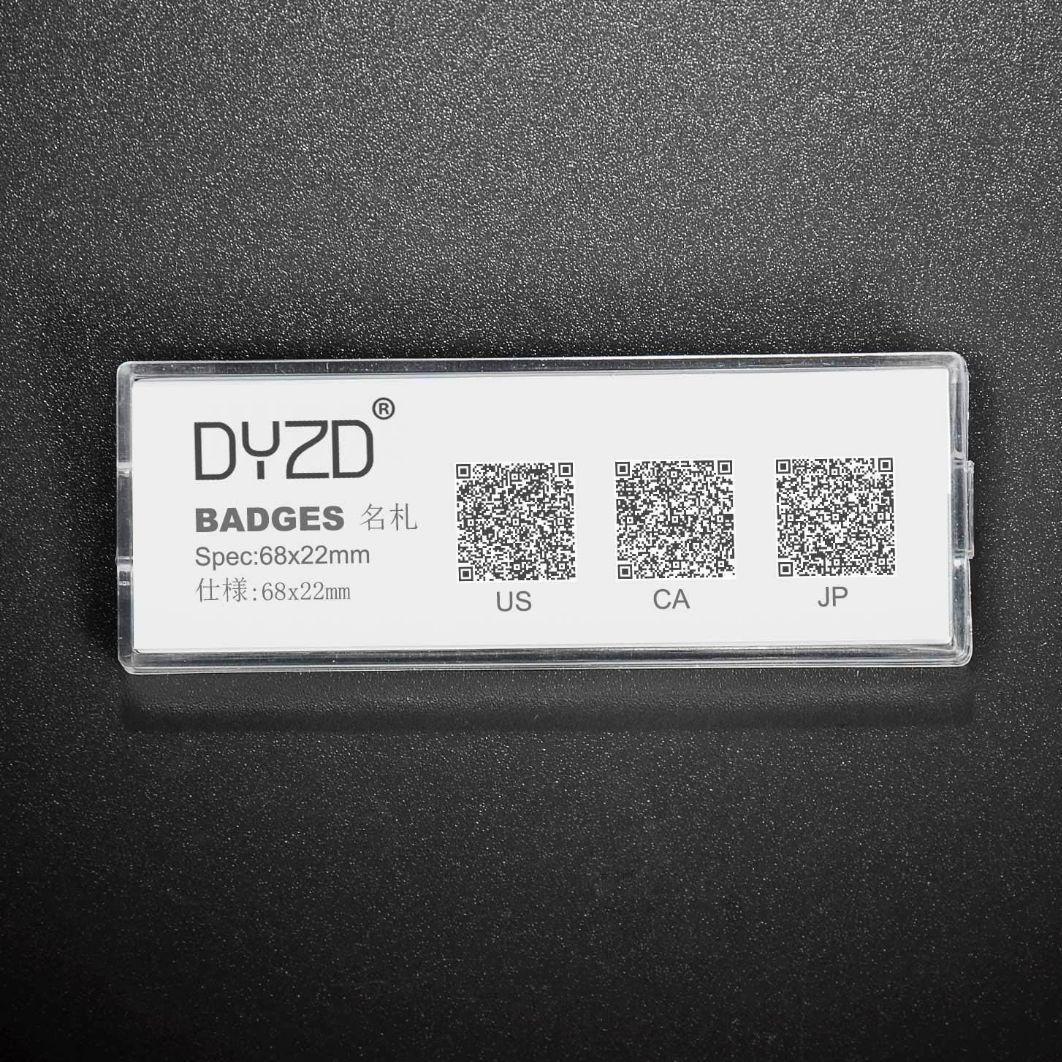 DYZD®
BADGES 名札
Spec:68x22mm
仕様:68x22mm
US
CA
JP